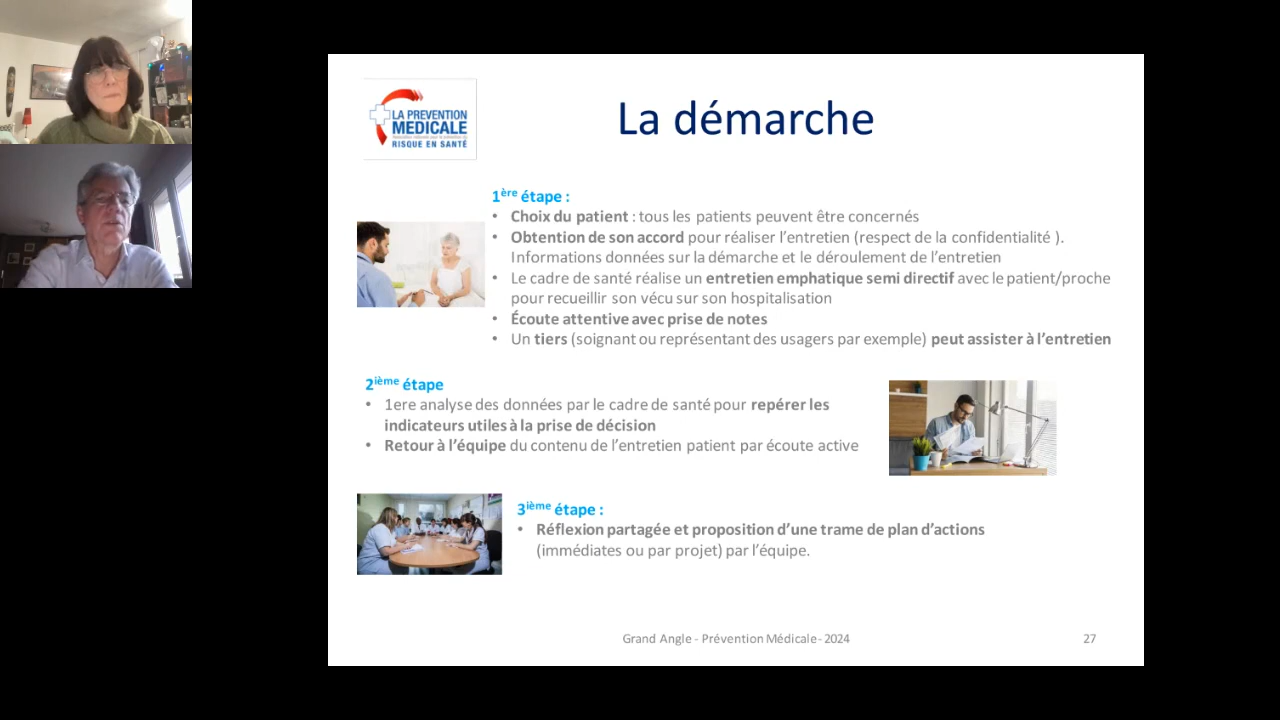 LA PREVENTION
MEDICALE
RISQUE EN SANTÉ
La démarche
1ère étape :
• Choix du patient : tous les patients peuvent être concernés
• Obtention de son accord pour réaliser l’entretien (respect de la confidentialité ).
Informations données sur la démarche et le déroulement de l’entretien
• Le cadre de santé réalise un entretien emphatique semi directif avec le patient/proche
pour recueillir son vécu sur son hospitalisation
• Écoute attentive avec prise de notes
• Un tiers (soignant ou représentant des usagers par exemple) peut assister à l’entretien
2ième étape
• 1ere analyse des données par le cadre de santé pour repérer les
indicateurs utiles à la prise de décision
• Retour à l’équipe du contenu de l’entretien patient par écoute active
3ième étape :
• Réflexion partagée et proposition d’une trame de plan d’actions
(immédiates ou par projet) par l’équipe.
Grand Angle - Prévention Médicale - 2024
27